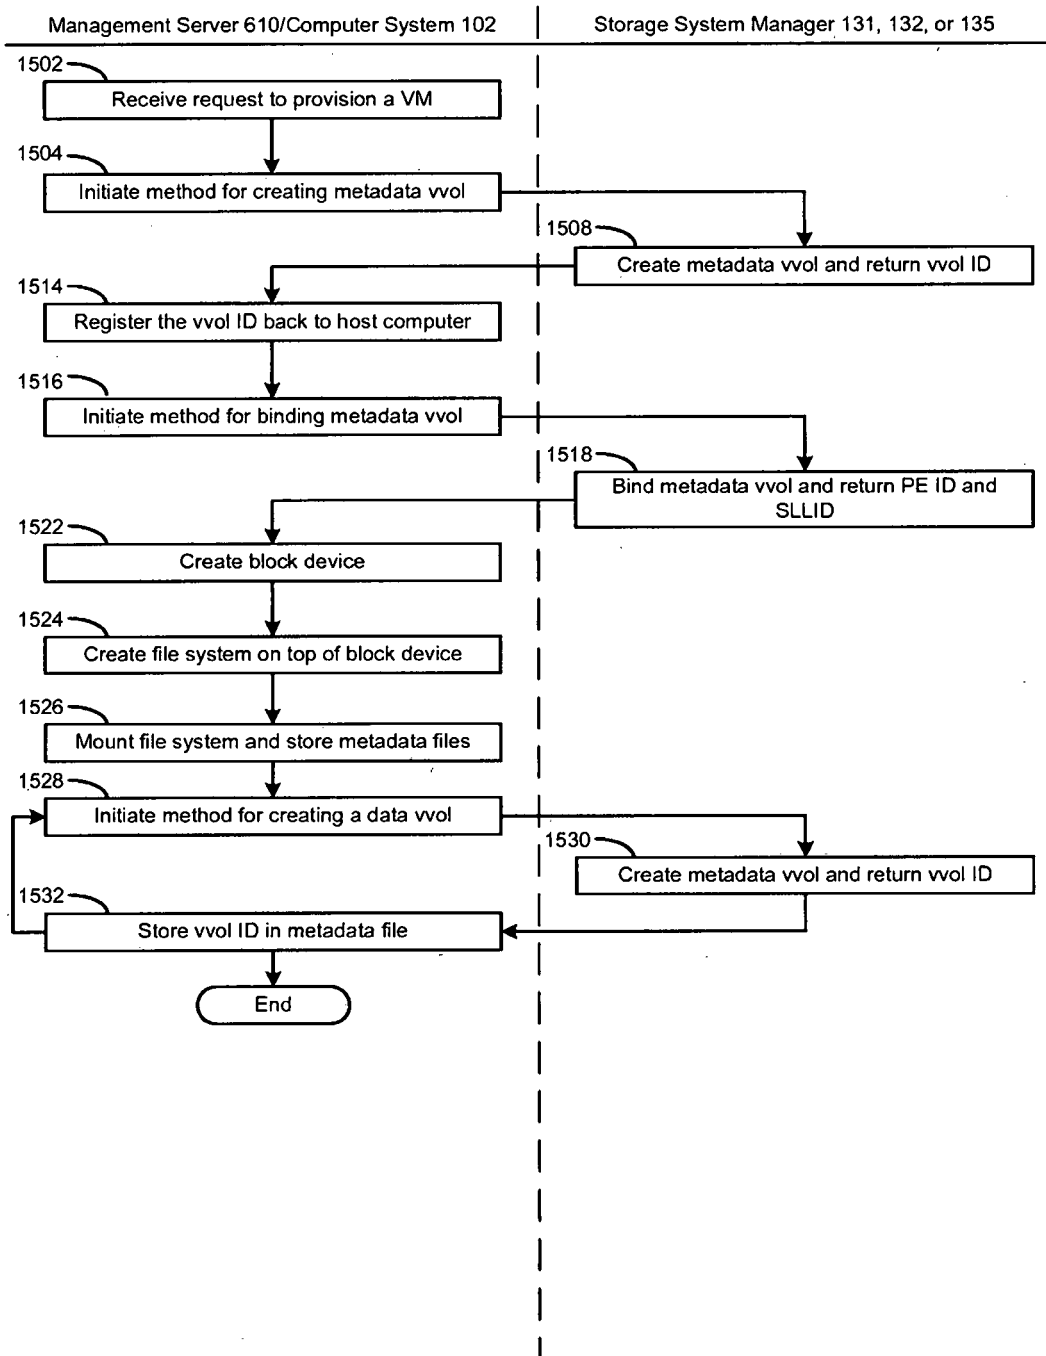 Management Server 610/Computer System 102
Storage System Manager 131, 132, or 135
1502
Receive request to provision a VM
1504
Initiate method for creating metadata vvol
1508
Create metadata vvol and return vvol ID
1514
Register the vvol ID back to host computer
1516
Initiate method for binding metadata vvol
1518
Bind metadata vvol and return PE ID and
SLLID
1522
Create block device
1524
Create file system on top of block device
1526
Mount file system and store metadata files
1528
Initiate method for creating a data vvol
1530
Create metadata vvol and return vvol ID
1532
Store vvol ID in metadata file
End